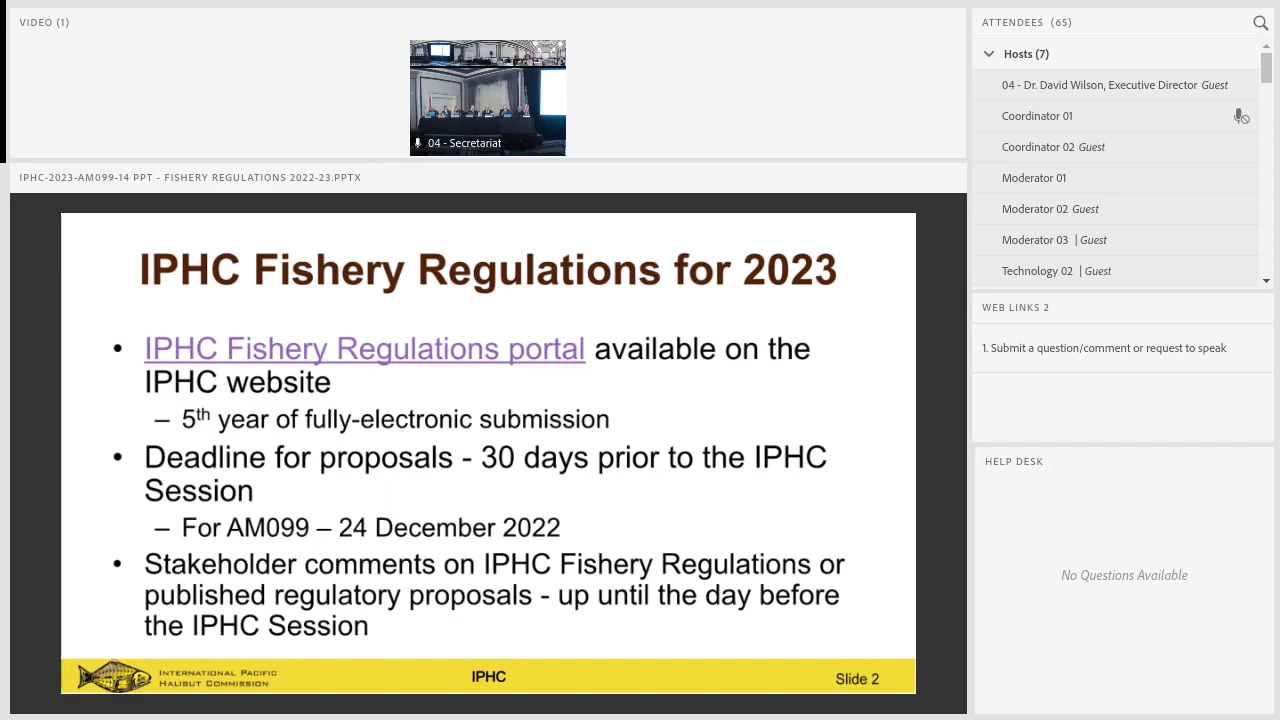 VIDEO (1)
04 - Secretariat
IPHC-2023-AM099-14 PPT - FISHERY REGULATIONS 2022-23.PPTX
IPHC Fishery Regulations for 2023
• IPHC Fishery Regulations portal available on the
IPHC website
– 5th year of fully-electronic submission
• Deadline for proposals - 30 days prior to the IPHC
Session
– For AM099 – 24 December 2022
• Stakeholder comments on IPHC Fishery Regulations or
published regulatory proposals - up until the day before
the IPHC Session
INTERNATIONAL PACIFIC
HALIBUT COMMISSION
IPHC
Slide 2
ATTENDEES (65)
Hosts (7)
04 - Dr. David Wilson, Executive Director Guest
Coordinator 01
Coordinator 02 Guest
Moderator 01
Moderator 02 Guest
Moderator 03 | Guest
Technology 02 | Guest
WEB LINKS 2
1. Submit a question/comment or request to speak
HELP DESK
No Questions Available